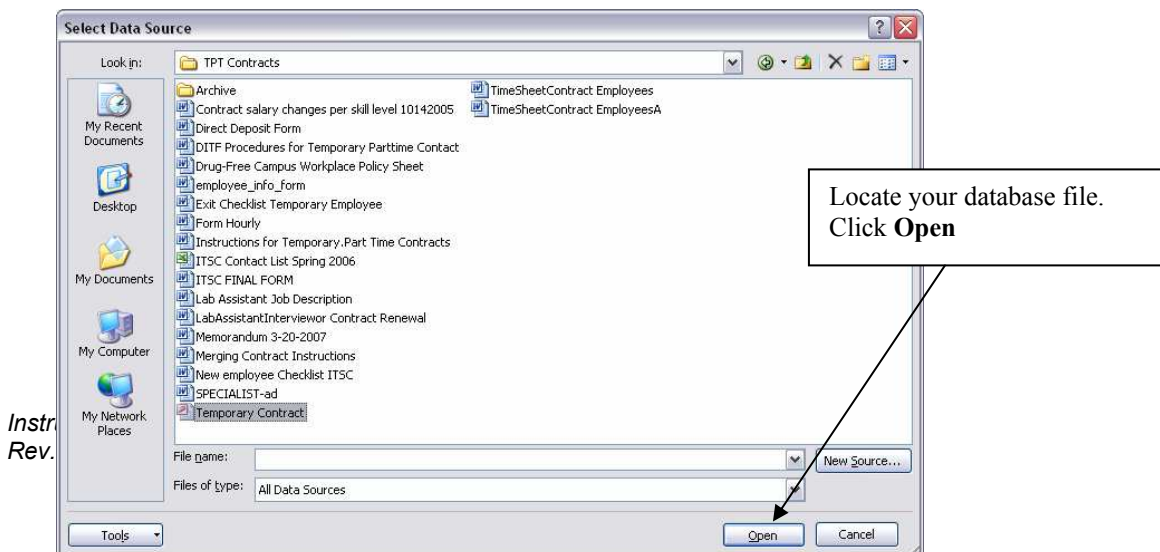 Select Data Source
Look in:
TPT Contracts
My Recent
Documents
Desktop
My Documents
My Computer
My Network
Places
Archive
Contract salary changes per skill level 10142005
Direct Deposit Form
DITF Procedures for Temporary Parttime Contact
Drug-Free Campus Workplace Policy Sheet
employee_info_form
Exit Checklist Temporary Employee
Form Hourly
Instructions for Temporary.Part Time Contracts
ITSC Contact List Spring 2006
ITSC FINAL FORM
Lab Assistant Job Description
LabAssistantInterviewor Contract Renewal
Memorandum 3-20-2007
Merging Contract Instructions
New employee Checklist ITSC
SPECIALIST-ad
Temporary Contract
TimeSheetContract Employees
TimeSheetContract EmployeesA
File name:
New Source...
Files of type:
All Data Sources
Tools
Open
Cancel
Locate your database file.
Click Open
Rev.